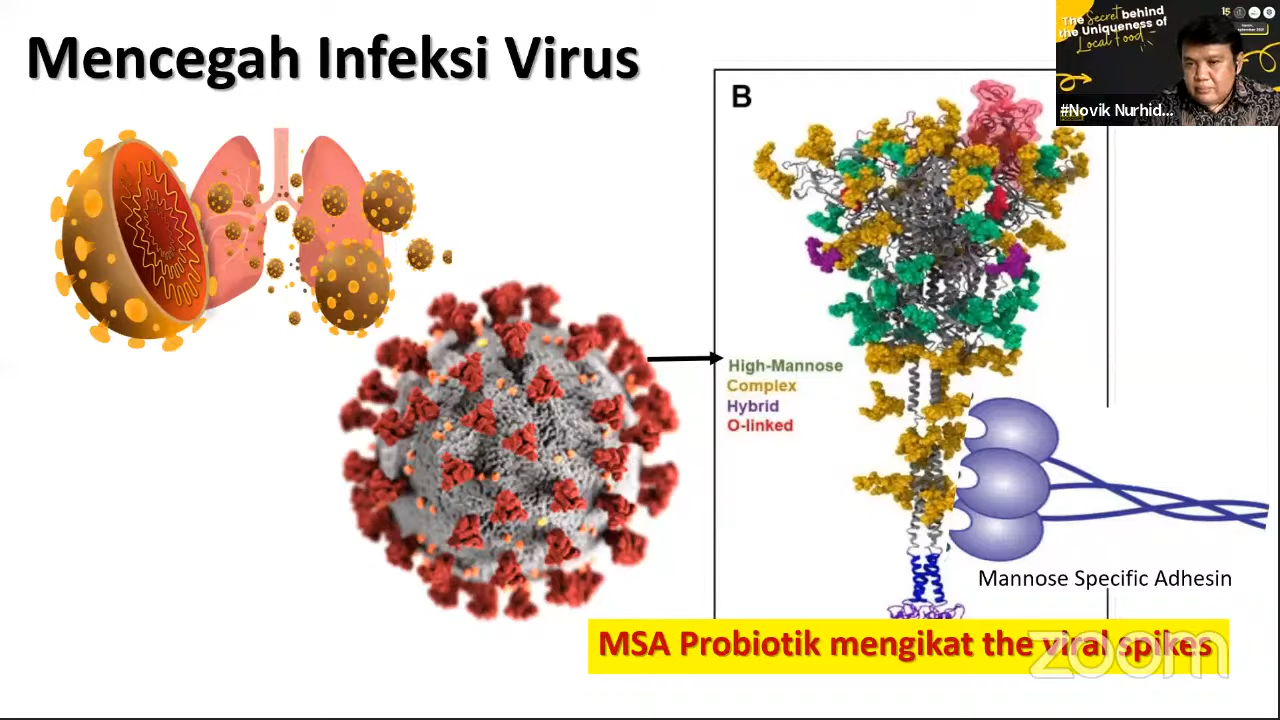 Mencegah Infeksi Virus
The Secret behind
the Uniqueness of
Local Food
#Novik Nurhid...
B
High-Mannose
Complex
Hybrid
O-linked
Mannose Specific Adhesin
MSA Probiotik mengikat the viral spikes
zoom